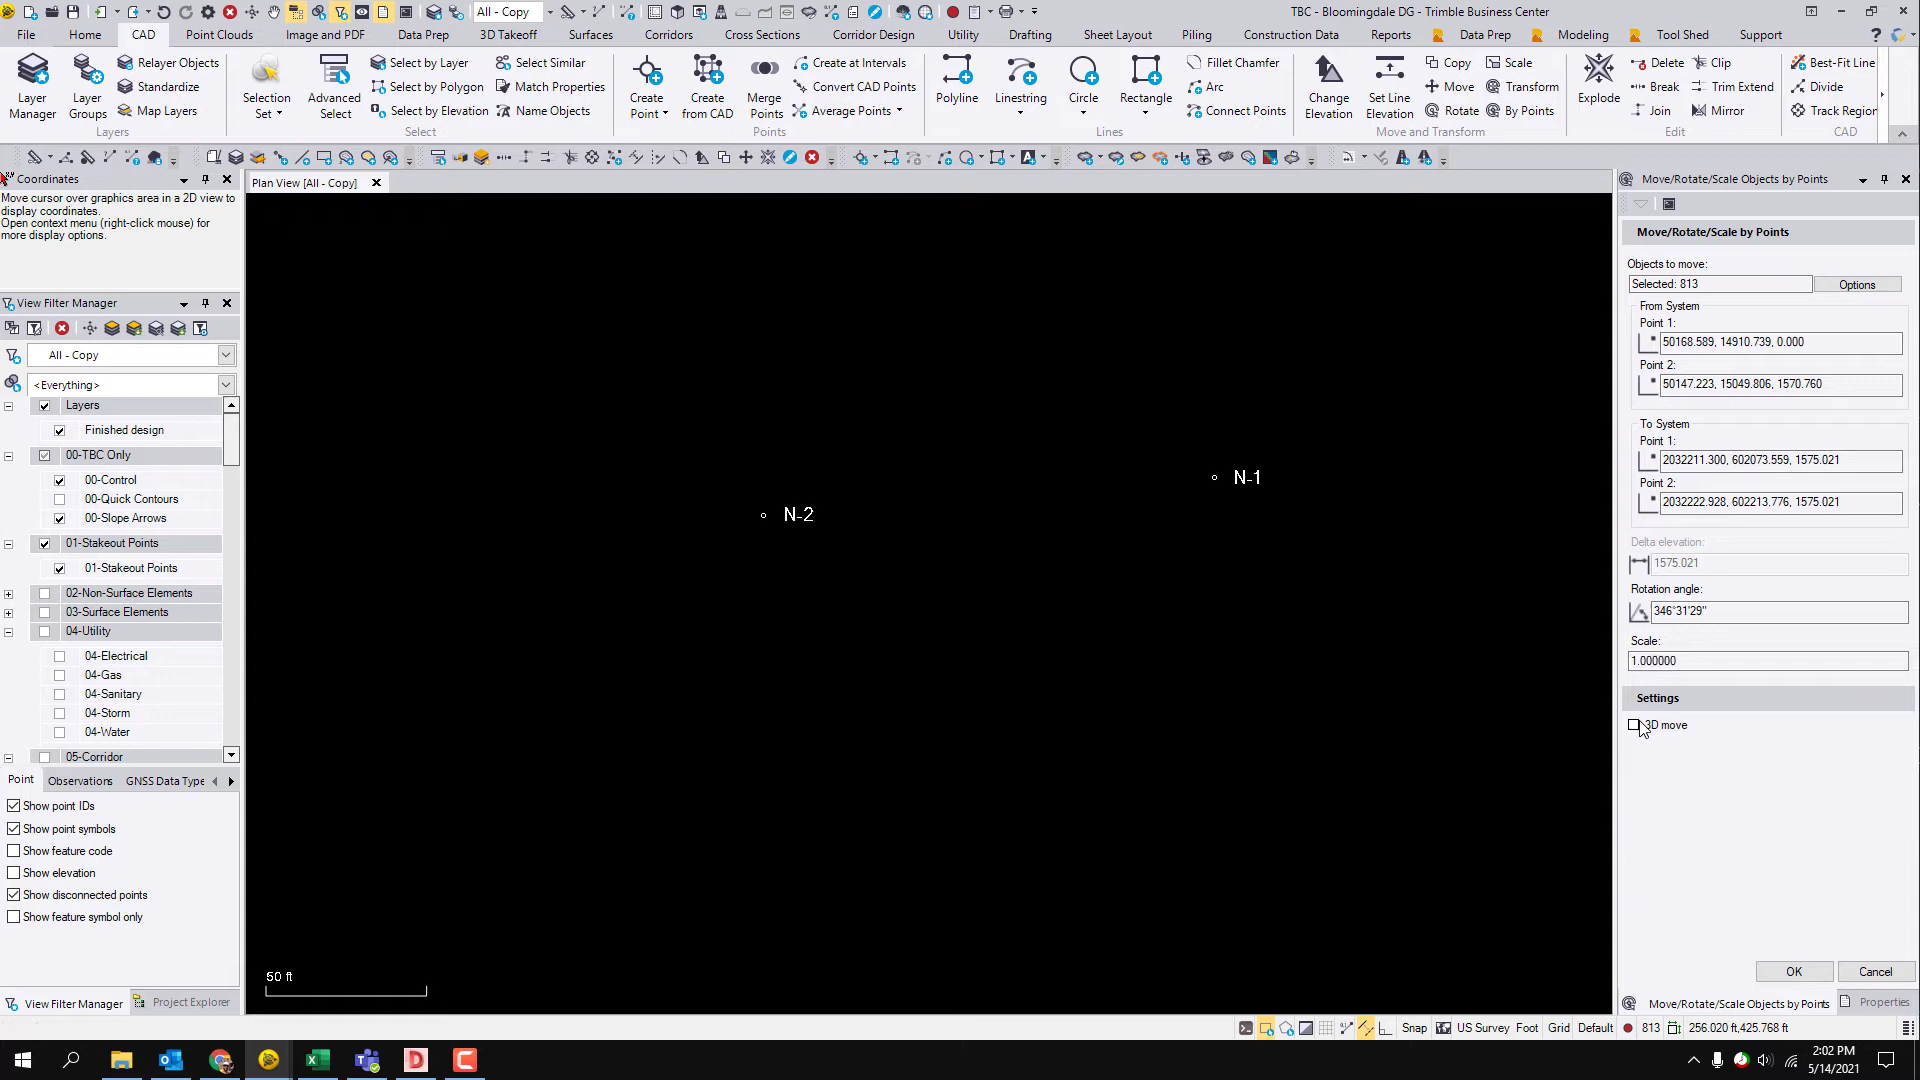 All - Copy
TBC - Bloomingdale DG - Trimble Business Center
File Home CAD Point Clouds Image and PDF Data Prep 3D Takeoff Surfaces Corridors Cross Sections Corridor Design Utility Drafting Sheet Layout Piling Construction Data Reports Data Prep Modeling Tool Shed Support
Layer Manager
Layer Groups
Relayer Objects
Standardize
Map Layers
Layers
Selection Set
Advanced Select
Select by Layer
Select by Polygon
Select by Elevation
Select Similar
Match Properties
Name Objects
Select
Create Point
Create from CAD
Merge Points
Create at Intervals
Convert CAD Points
Average Points
Points
Polyline
Linestring
Circle
Rectangle
Fillet Chamfer
Arc
Connect Points
Lines
Change Elevation
Set Line Elevation
Copy
Move
Rotate
Scale
Transform
By Points
Move and Transform
Explode
Delete
Break
Join
Clip
Trim Extend
Mirror
Edit
Best-Fit Line
Divide
Track Region
CAD
Coordinates
Move cursor over graphics area in a 2D view to
display coordinates.
Open context menu (right-click mouse) for
more display options.
View Filter Manager
All - Copy
<Everything>
Layers
Finished design
00-TBC Only
00-Control
00-Quick Contours
00-Slope Arrows
01-Stakeout Points
01-Stakeout Points
02-Non-Surface Elements
03-Surface Elements
04-Utility
04-Electrical
04-Gas
04-Sanitary
04-Storm
04-Water
05-Corridor
Point Observations GNSS Data Type
Show point IDs
Show point symbols
Show feature code
Show elevation
Show disconnected points
Show feature symbol only
View Filter Manager Project Explorer
Plan View [All - Copy]
N-1
N-2
50 ft
Move/Rotate/Scale Objects by Points
Move/Rotate/Scale by Points
Objects to move:
Selected: 813
Options
From System
Point 1:
50168.589, 14910.739, 0.000
Point 2:
50147.223, 15049.806, 1570.760
To System
Point 1:
2032211.300, 602073.559, 1575.021
Point 2:
2032222.928, 602213.776, 1575.021
Delta elevation:
1575.021
Rotation angle:
346°31'29"
Scale:
1.000000
Settings
3D move
OK Cancel
Move/Rotate/Scale Objects by Points Properties
Snap US Survey Foot Grid Default 813 256.020 ft,425.768 ft
2:02 PM
5/14/2021